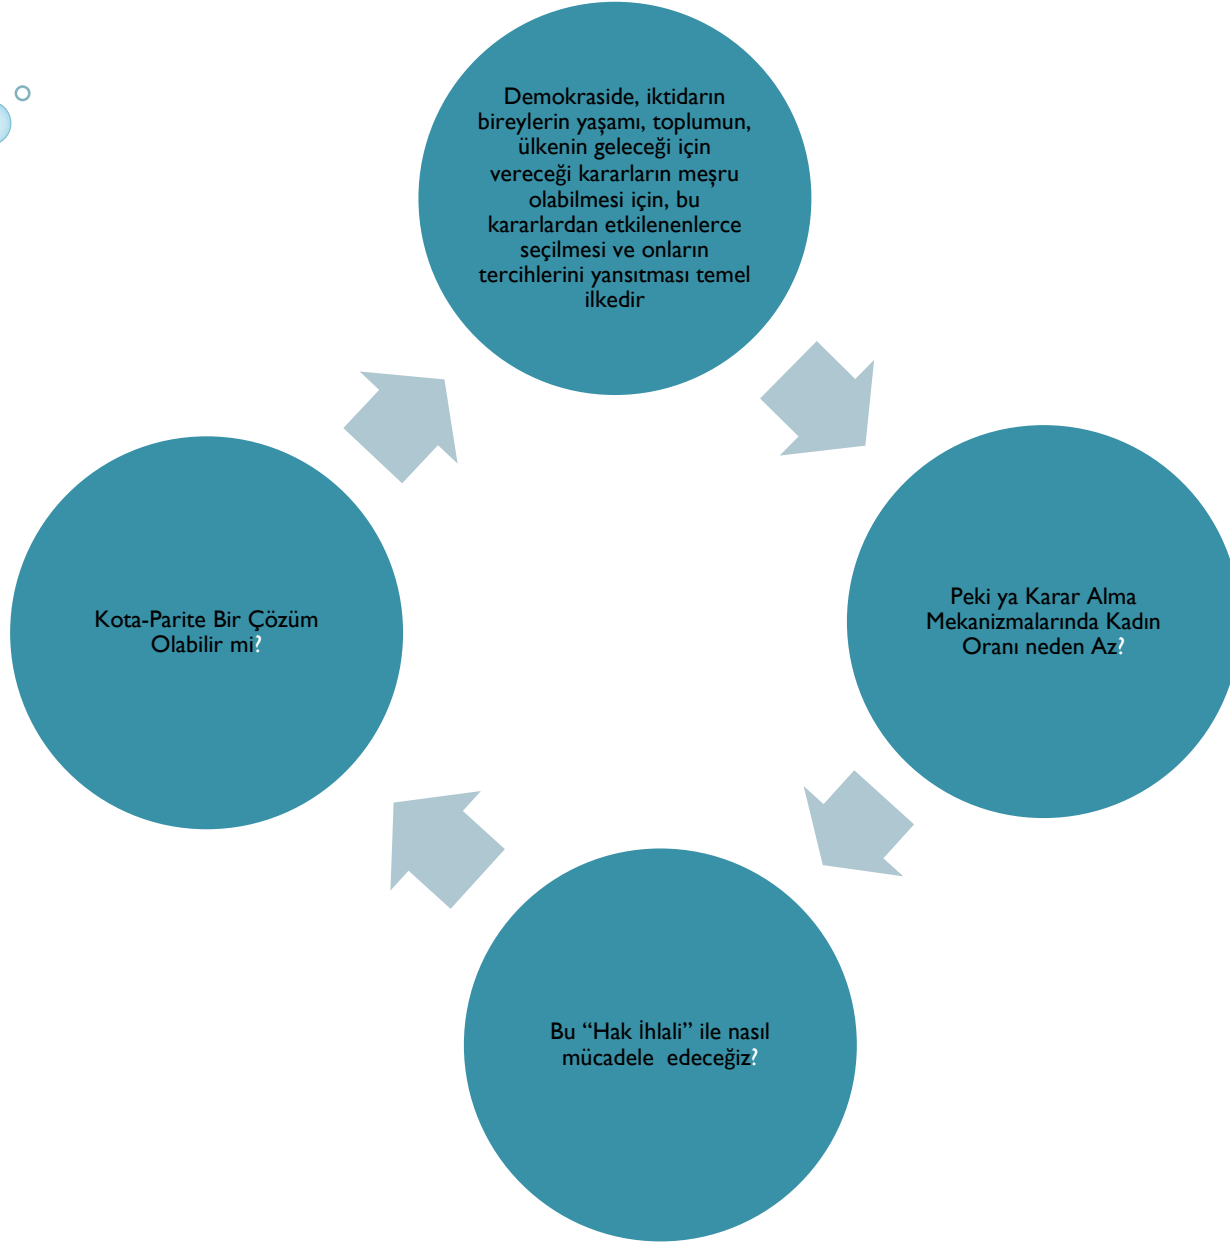 Demokraside, iktidarın
bireylerin yaşamı, toplumun,
ülkenin geleceği için
vereceği kararların meşru
olabilmesi için, bu
kararlardan etkilenenlerce
seçilmesi ve onların
tercihlerini yansıtması temel
ilkedir
Peki ya Karar Alma
Mekanizmalarında Kadın
Oranı neden Az?
Bu “Hak İhlali” ile nasıl
mücadele  edeceğiz?
Kota-Parite Bir Çözüm
Olabilir mi?